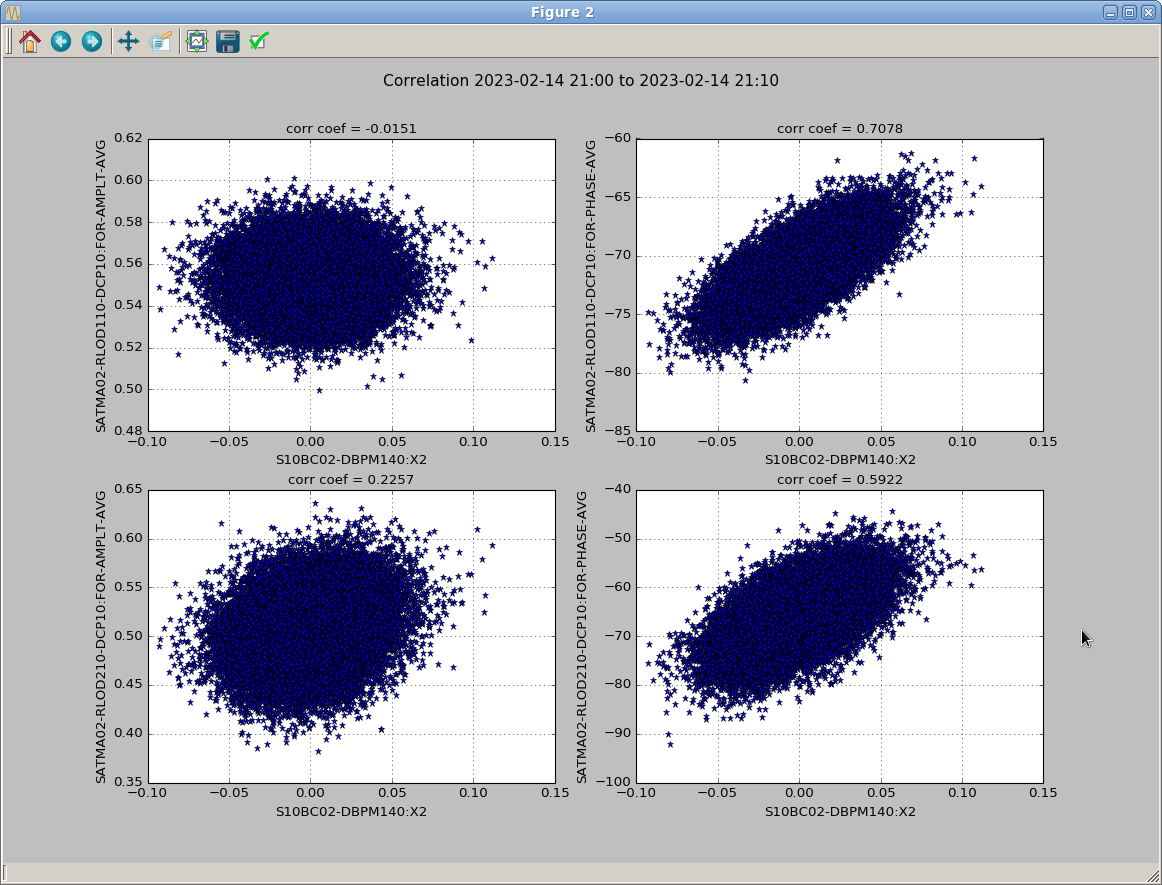 Figure 2
Correlation 2023-02-14 21:00 to 2023-02-14 21:10
corr coef = -0.0151
SATMA02-RLOD110-DCP10:FOR-AMPLT-AVG
0.62
0.60
0.58
0.56
0.54
0.52
0.50
0.48
−0.10 −0.05 0.00 0.05 0.10 0.15
S10BC02-DBPM140:X2
corr coef = 0.7078
SATMA02-RLOD110-DCP10:FOR-PHASE-AVG
−60
−65
−70
−75
−80
−85
−0.10 −0.05 0.00 0.05 0.10 0.15
S10BC02-DBPM140:X2
corr coef = 0.2257
SATMA02-RLOD210-DCP10:FOR-AMPLT-AVG
0.65
0.60
0.55
0.50
0.45
0.40
0.35
−0.10 −0.05 0.00 0.05 0.10 0.15
S10BC02-DBPM140:X2
corr coef = 0.5922
SATMA02-RLOD210-DCP10:FOR-PHASE-AVG
−40
−50
−60
−70
−80
−90
−100
−0.10 −0.05 0.00 0.05 0.10 0.15
S10BC02-DBPM140:X2